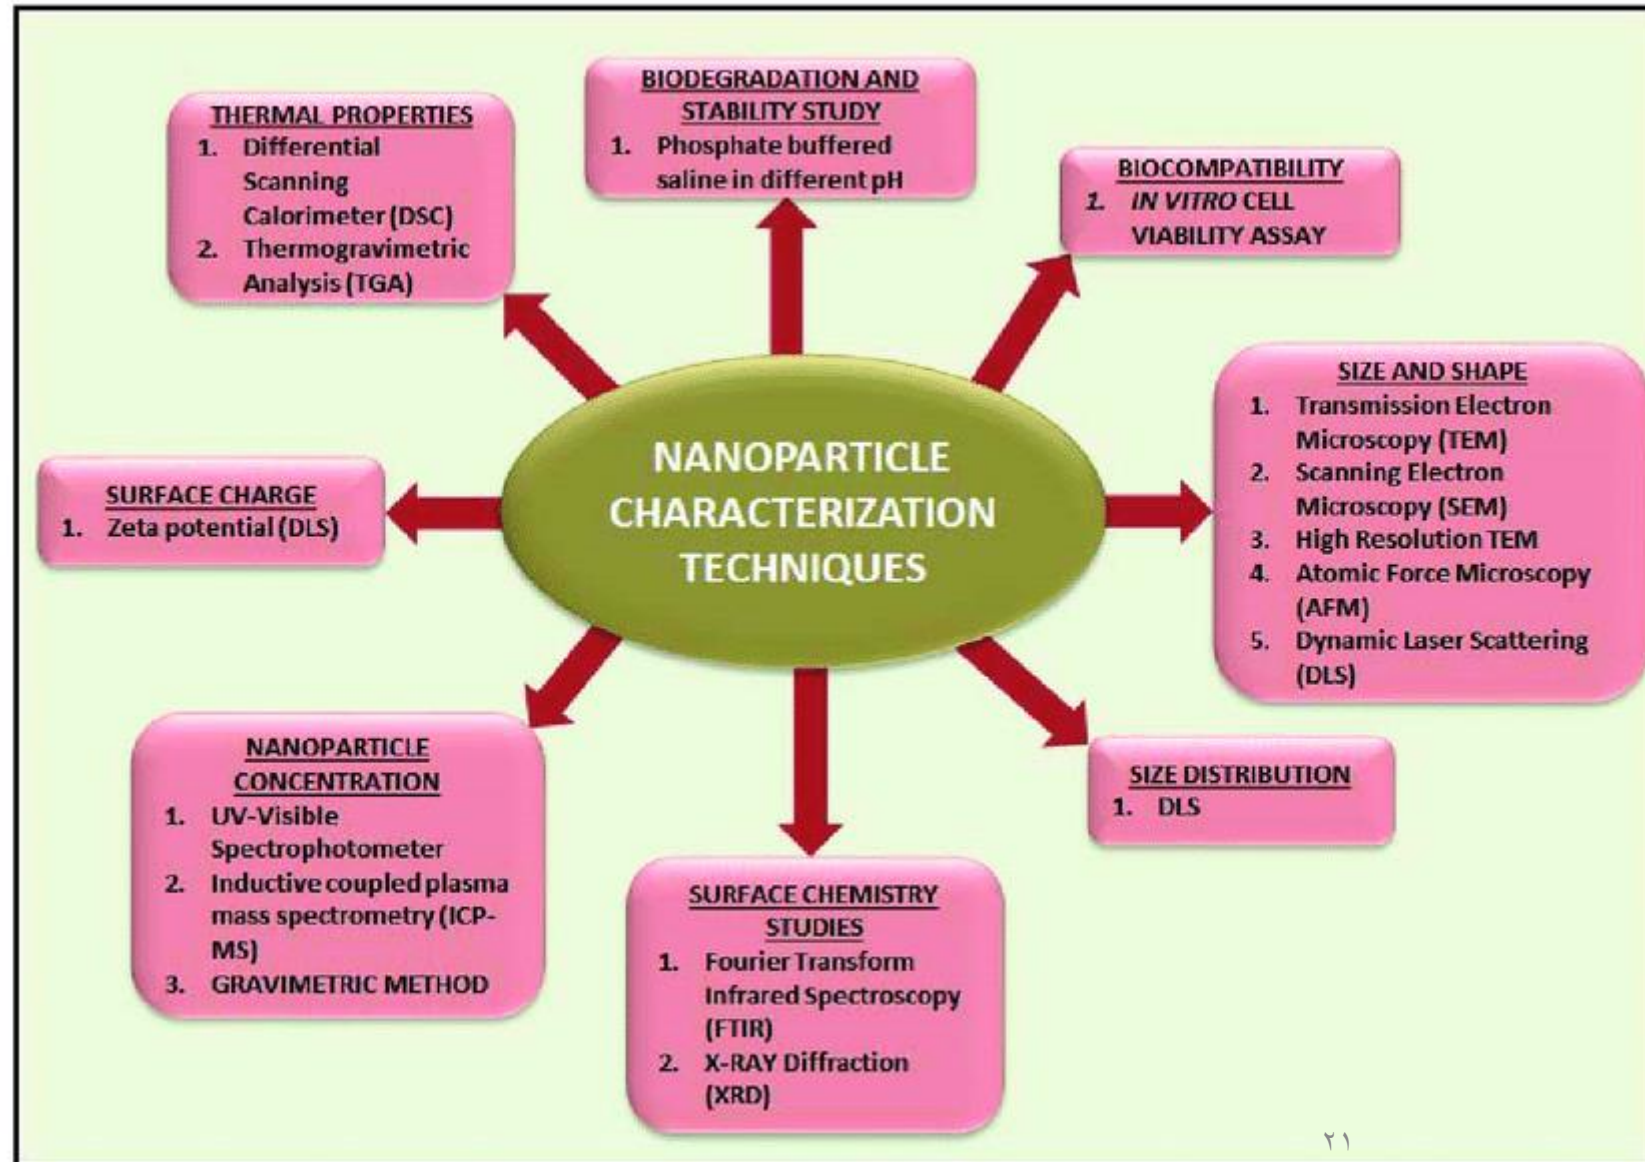 THERMAL PROPERTIES
1. Differential
Scanning
Calorimeter (DSC)
2. Thermogravimetric
Analysis (TGA)
BIODEGRADATION AND
STABILITY STUDY
1. Phosphate buffered
saline in different pH
BIOCOMPATIBILITY
1. IN VITRO CELL
VIABILITY ASSAY
SIZE AND SHAPE
1. Transmission Electron
Microscopy (TEM)
2. Scanning Electron
Microscopy (SEM)
3. High Resolution TEM
4. Atomic Force Microscopy
(AFM)
5. Dynamic Laser Scattering
(DLS)
NANOPARTICLE
CHARACTERIZATION
TECHNIQUES
SURFACE CHARGE
1. Zeta potential (DLS)
NANOPARTICLE
CONCENTRATION
1. UV-Visible
Spectrophotometer
2. Inductive coupled plasma
mass spectrometry (ICP-
MS)
3. GRAVIMETRIC METHOD
SURFACE CHEMISTRY
STUDIES
1. Fourier Transform
Infrared Spectroscopy
(FTIR)
2. X-RAY Diffraction
(XRD)
SIZE DISTRIBUTION
1. DLS
٢١